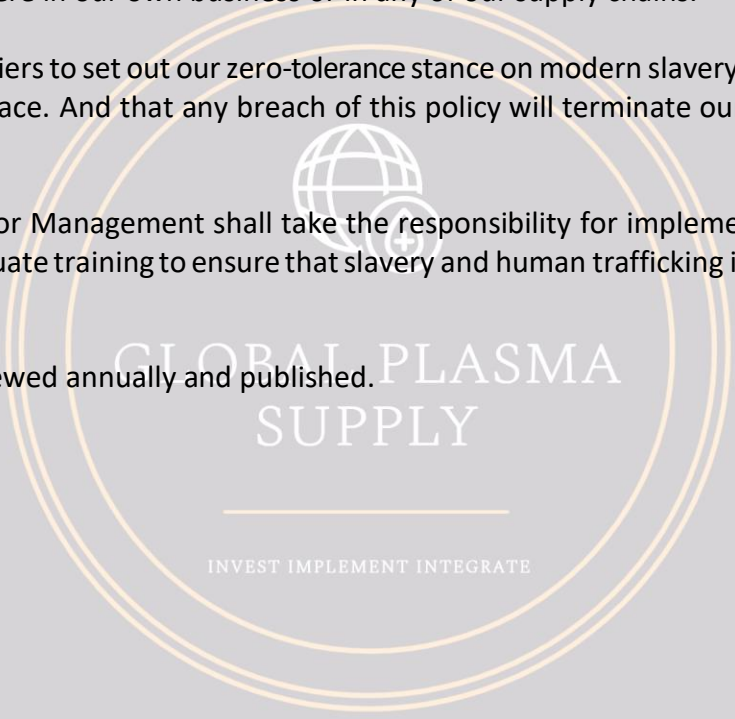 ere in our own business or in any of our supply chains.
iers to set out our zero-tolerance stance on modern slavery
ace. And that any breach of this policy will terminate ou
or Management shall take the responsibility for impleme
uate training to ensure that slavery and human trafficking i
ewed annually and published.
GLOBAL PLASMA
SUPPLY
INVEST IMPLEMENT INTEGRATE